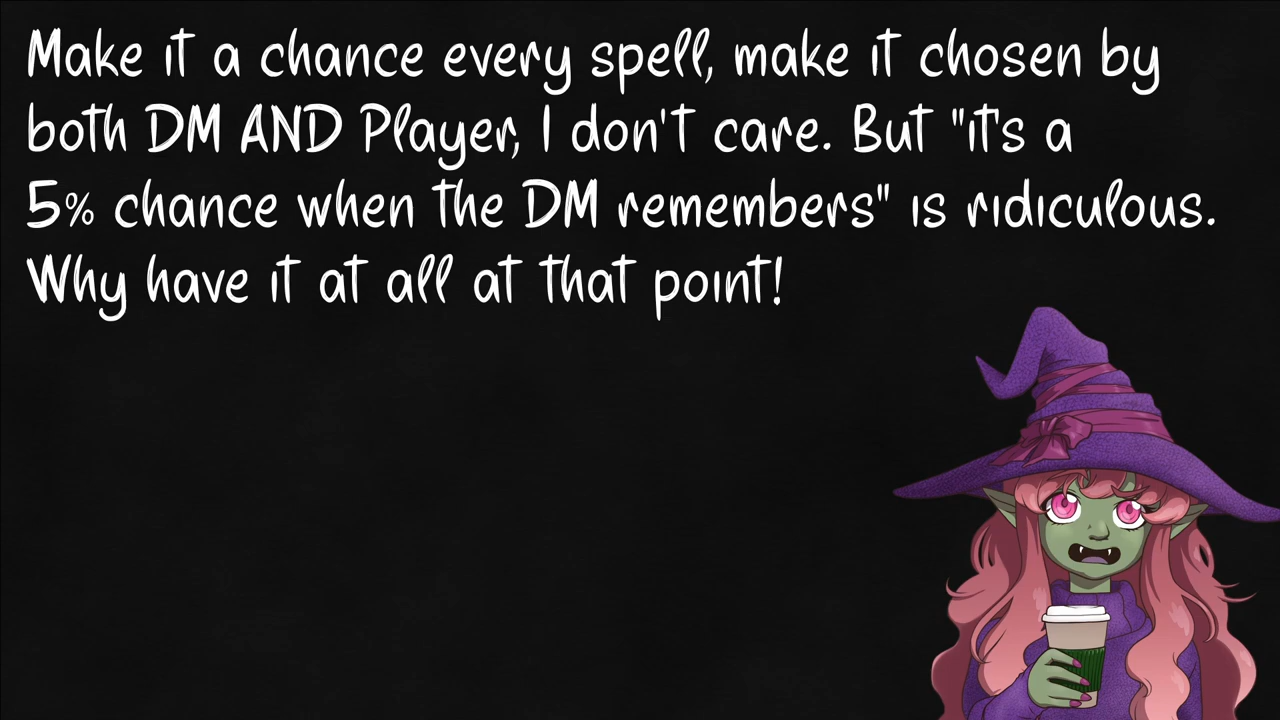 Make it a chance every spell, make it chosen by
both DM AND Player, I don't care. But "it's a
5% chance when the DM remembers" is ridiculous.
Why have it at all at that point!